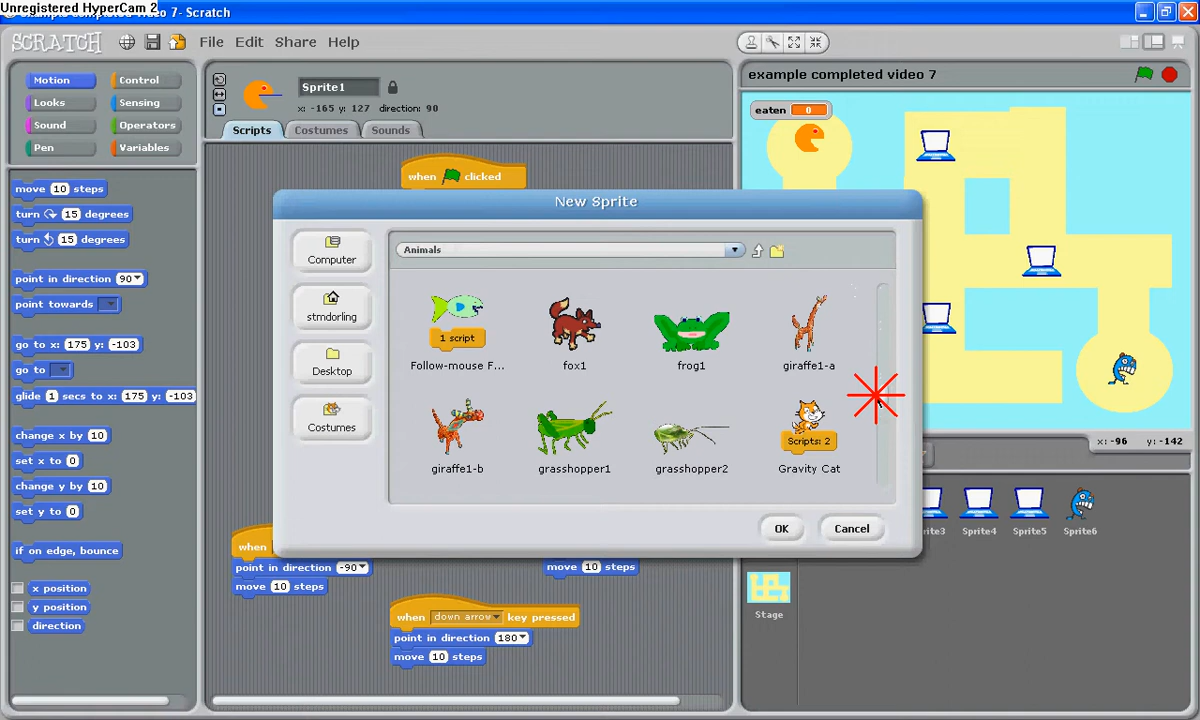 Unregistered HyperCam 2
completed video 7- Scratch
SCRATCH
File Edit Share Help
Motion Control
Looks Sensing
Sound Operators
Pen Variables
move 10 steps
turn 15 degrees
turn 15 degrees
point in direction 90
point towards
go to x: 175 y: -103
go to
glide 1 secs to x: 175 y: -103
change x by 10
set x to 0
change y by 10
set y to 0
if on edge, bounce
x position
y position
direction
Sprite1
x: -165 y: 127 direction: 90
Scripts Costumes Sounds
when clicked
New Sprite
Computer
stmdorling
Desktop
Costumes
Animals
1 script
Follow-mouse F... fox1 frog1 giraffe1-a
Scripts: 2
giraffe1-b grasshopper1 grasshopper2 Gravity Cat
OK Cancel
when
point in direction -90
move 10 steps
move 10 steps
when down arrow key pressed
point in direction 180
move 10 steps
example completed video 7
eaten 0
x: -96 y: -142
rite3 Sprite4 Sprite5 Sprite6
Stage